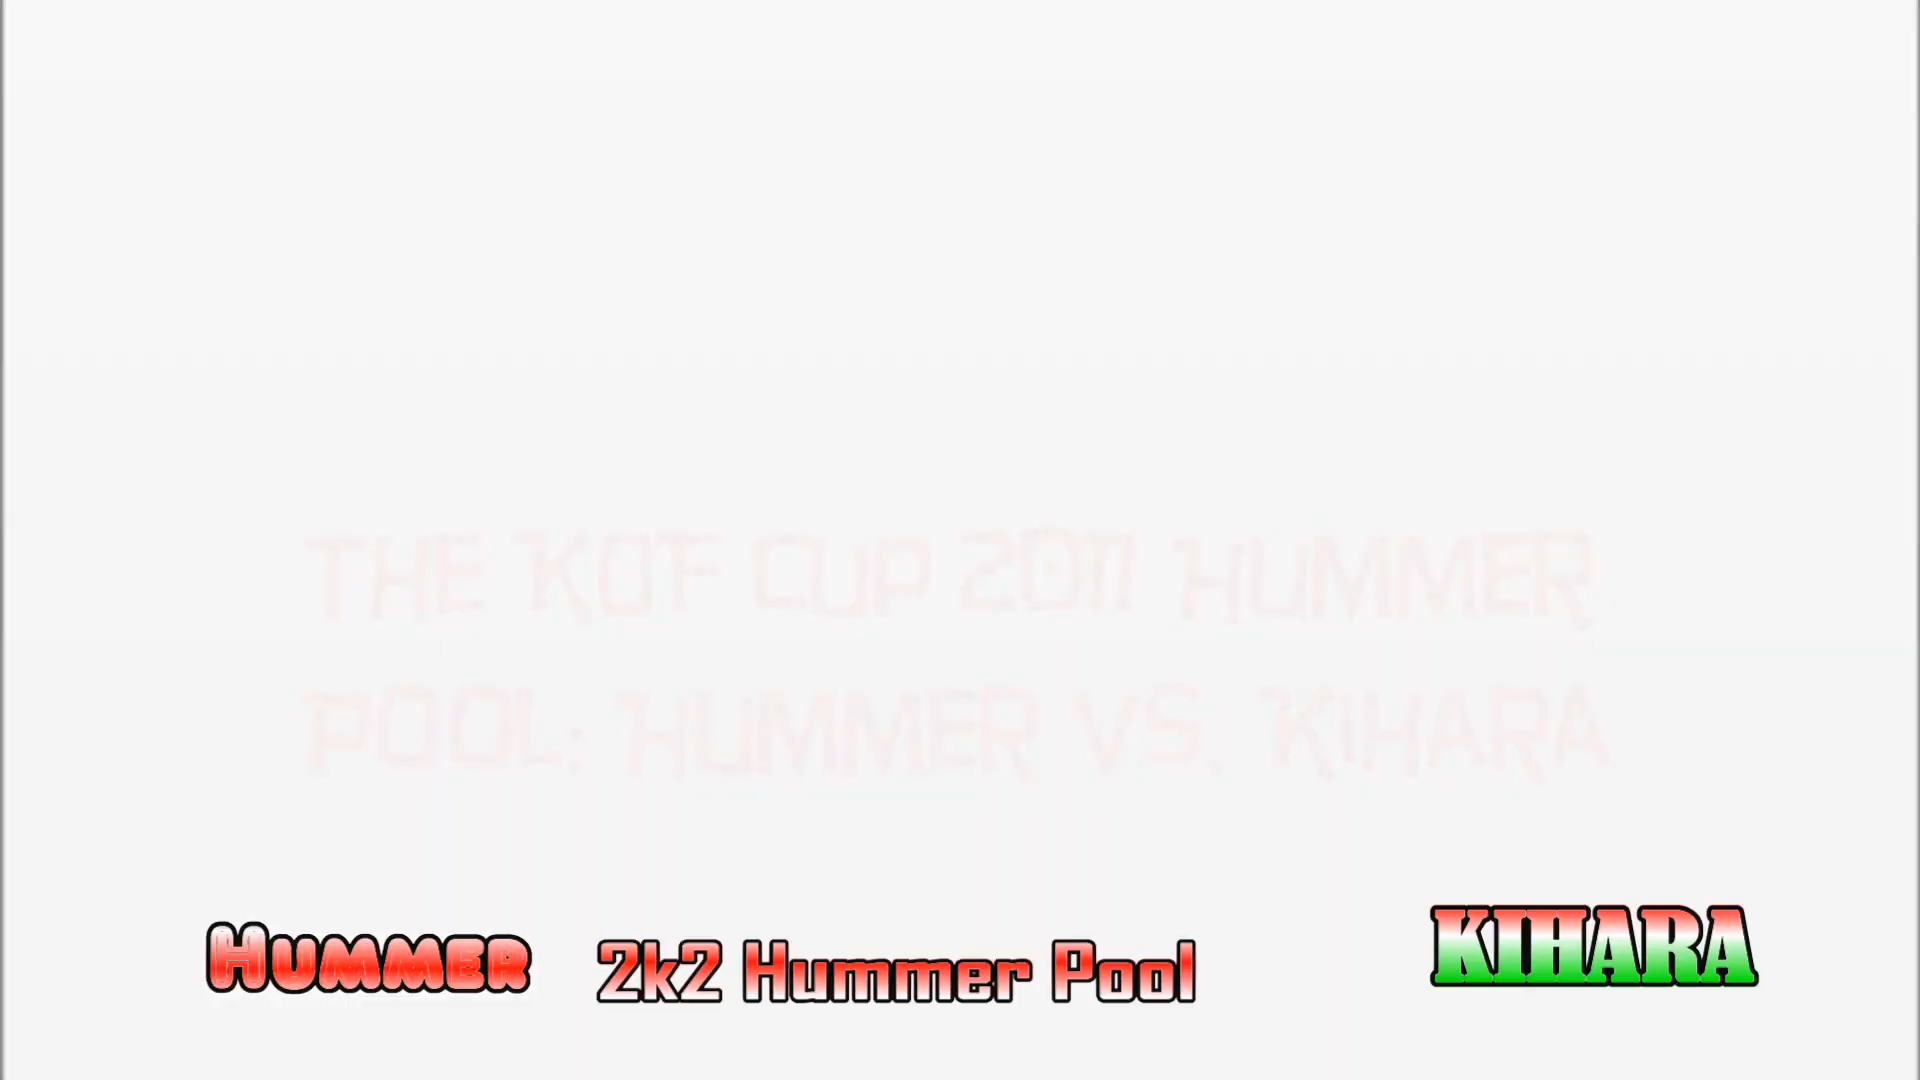 THE KOF CUP 2011 HUMMER
POOL: HUMMER VS. KIHARA
HUMMER
2k2 Hummer Pool
KIHARA